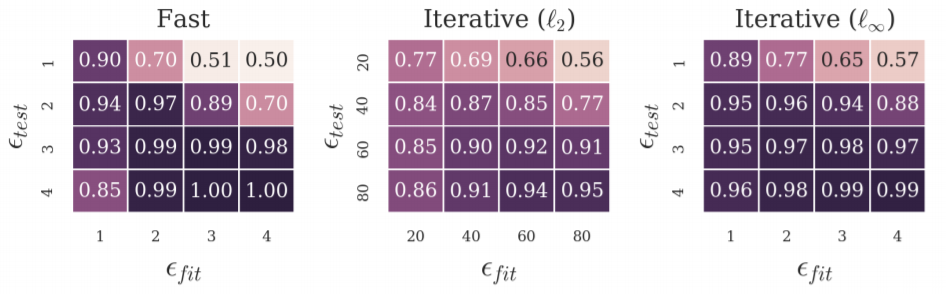 Fast
ϵ_test
1 0.90 0.70 0.51 0.50
2 0.94 0.97 0.89 0.70
3 0.93 0.99 0.99 0.98
4 0.85 0.99 1.00 1.00
1 2 3 4
ϵ_fit
Iterative (ℓ₂)
20 0.77 0.69 0.66 0.56
40 0.84 0.87 0.85 0.77
60 0.85 0.90 0.92 0.91
80 0.86 0.91 0.94 0.95
ϵ_test
20 40 60 80
ϵ_fit
Iterative (ℓ∞)
ϵ_test
1 0.89 0.77 0.65 0.57
2 0.95 0.96 0.94 0.88
3 0.95 0.97 0.98 0.97
4 0.96 0.98 0.99 0.99
1 2 3 4
ϵ_fit